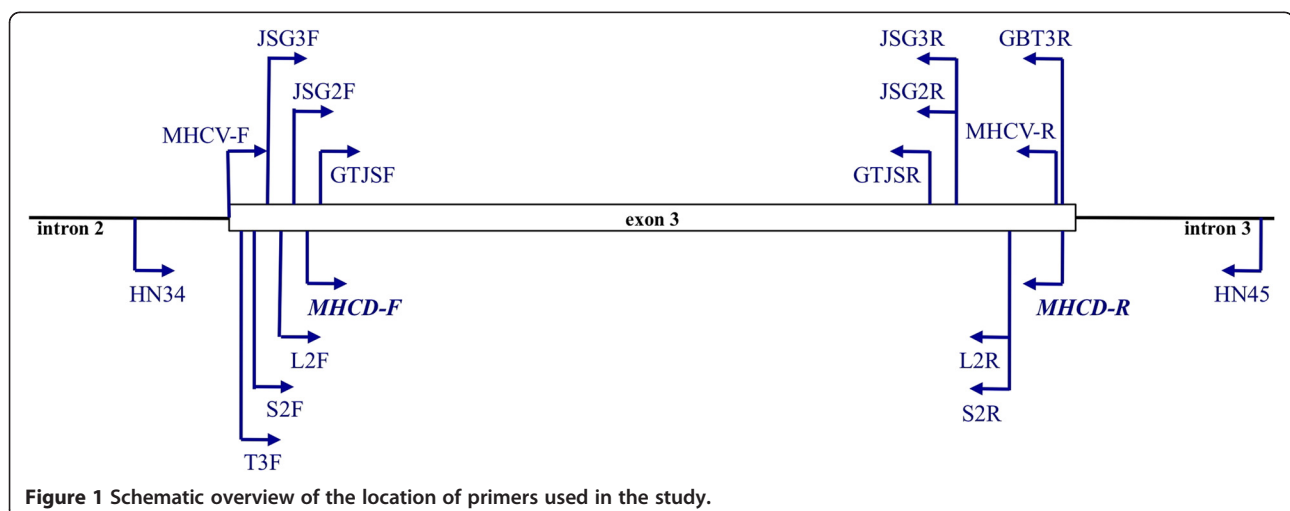 JSG3F
JSG3R
GBT3R
JSG2F
JSG2R
MHCV-F
MHCV-R
GTJSF
GTJSR
intron 2
exon 3
intron 3
HN34
HN45
MHCD-F
MHCD-R
L2F
L2R
S2F
S2R
T3F
Figure 1 Schematic overview of the location of primers used in the study.